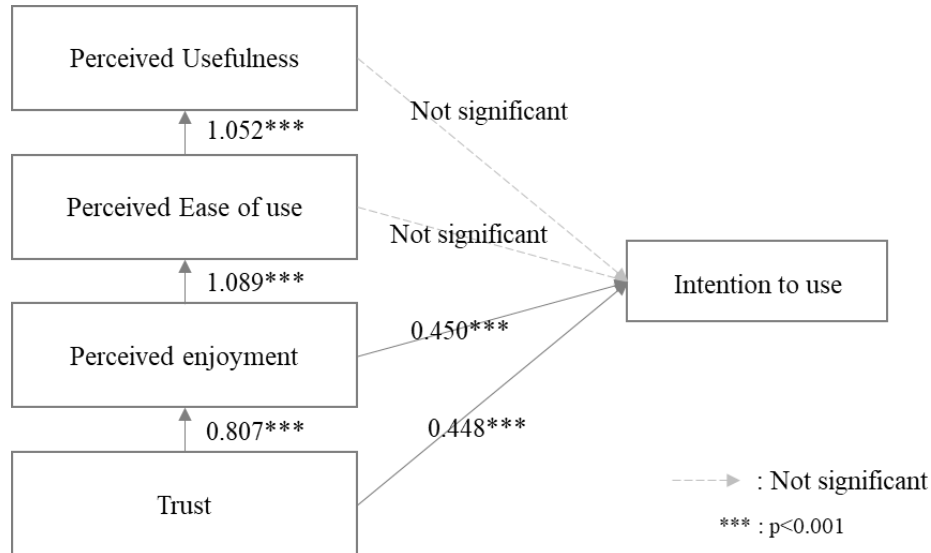 Perceived Usefulness
Not significant
1.052***
Perceived Ease of use
Not significant
Intention to use
1.089***
0.450***
Perceived enjoyment
0.807***
0.448***
Trust
: Not significant
*** : p<0.001